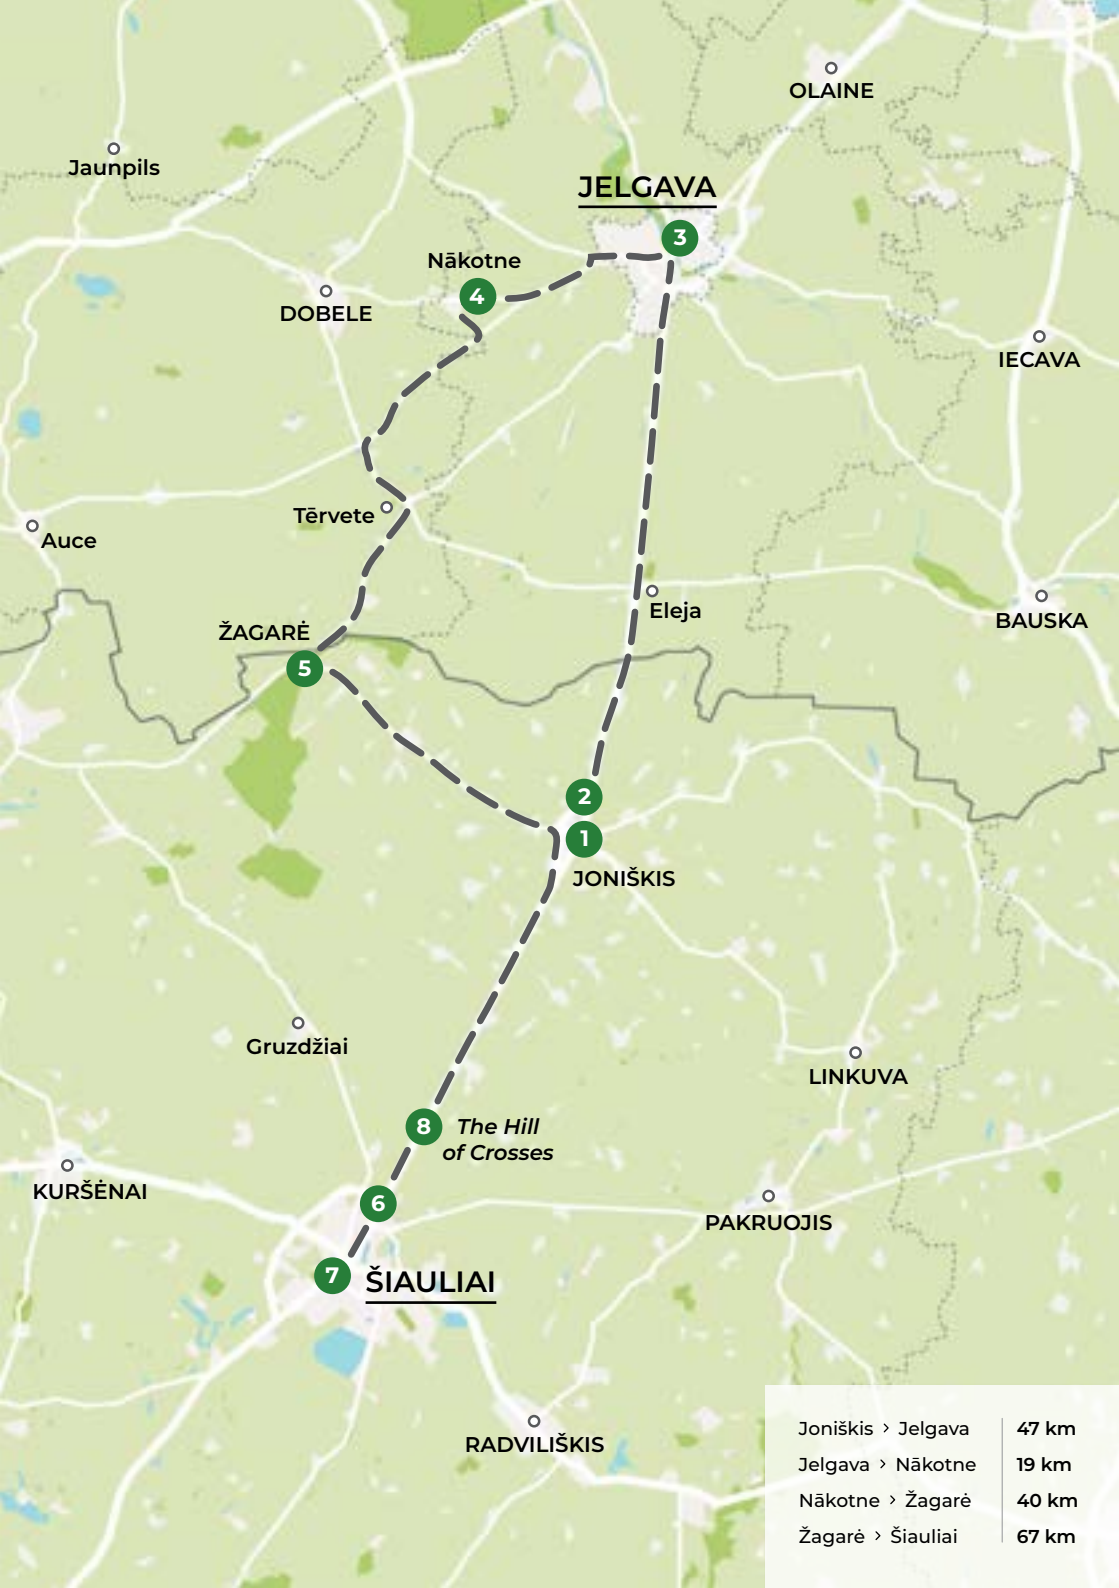 OLAINE
Jaunpils
JELGAVA
3
Nākotne
4
DOBELE
IECAVA
Tērvete
Auce
Eleja
BAUSKA
ŽAGARĖ
5
2
1
JONIŠKIS
Gruzdžiai
LINKUVA
8
The Hill
of Crosses
KURŠĖNAI
6
PAKRUOJIS
7
ŠIAULIAI
RADVILIŠKIS
Joniškis › Jelgava 47 km
Jelgava › Nākotne 19 km
Nākotne › Žagarė 40 km
Žagarė › Šiauliai 67 km